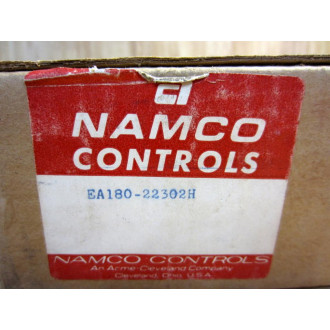 NAMCO
CONTROLS
EA180-22302H
NAMCO CONTROLS
An Acme-Cleveland Company
Cleveland, Ohio, U.S.A.